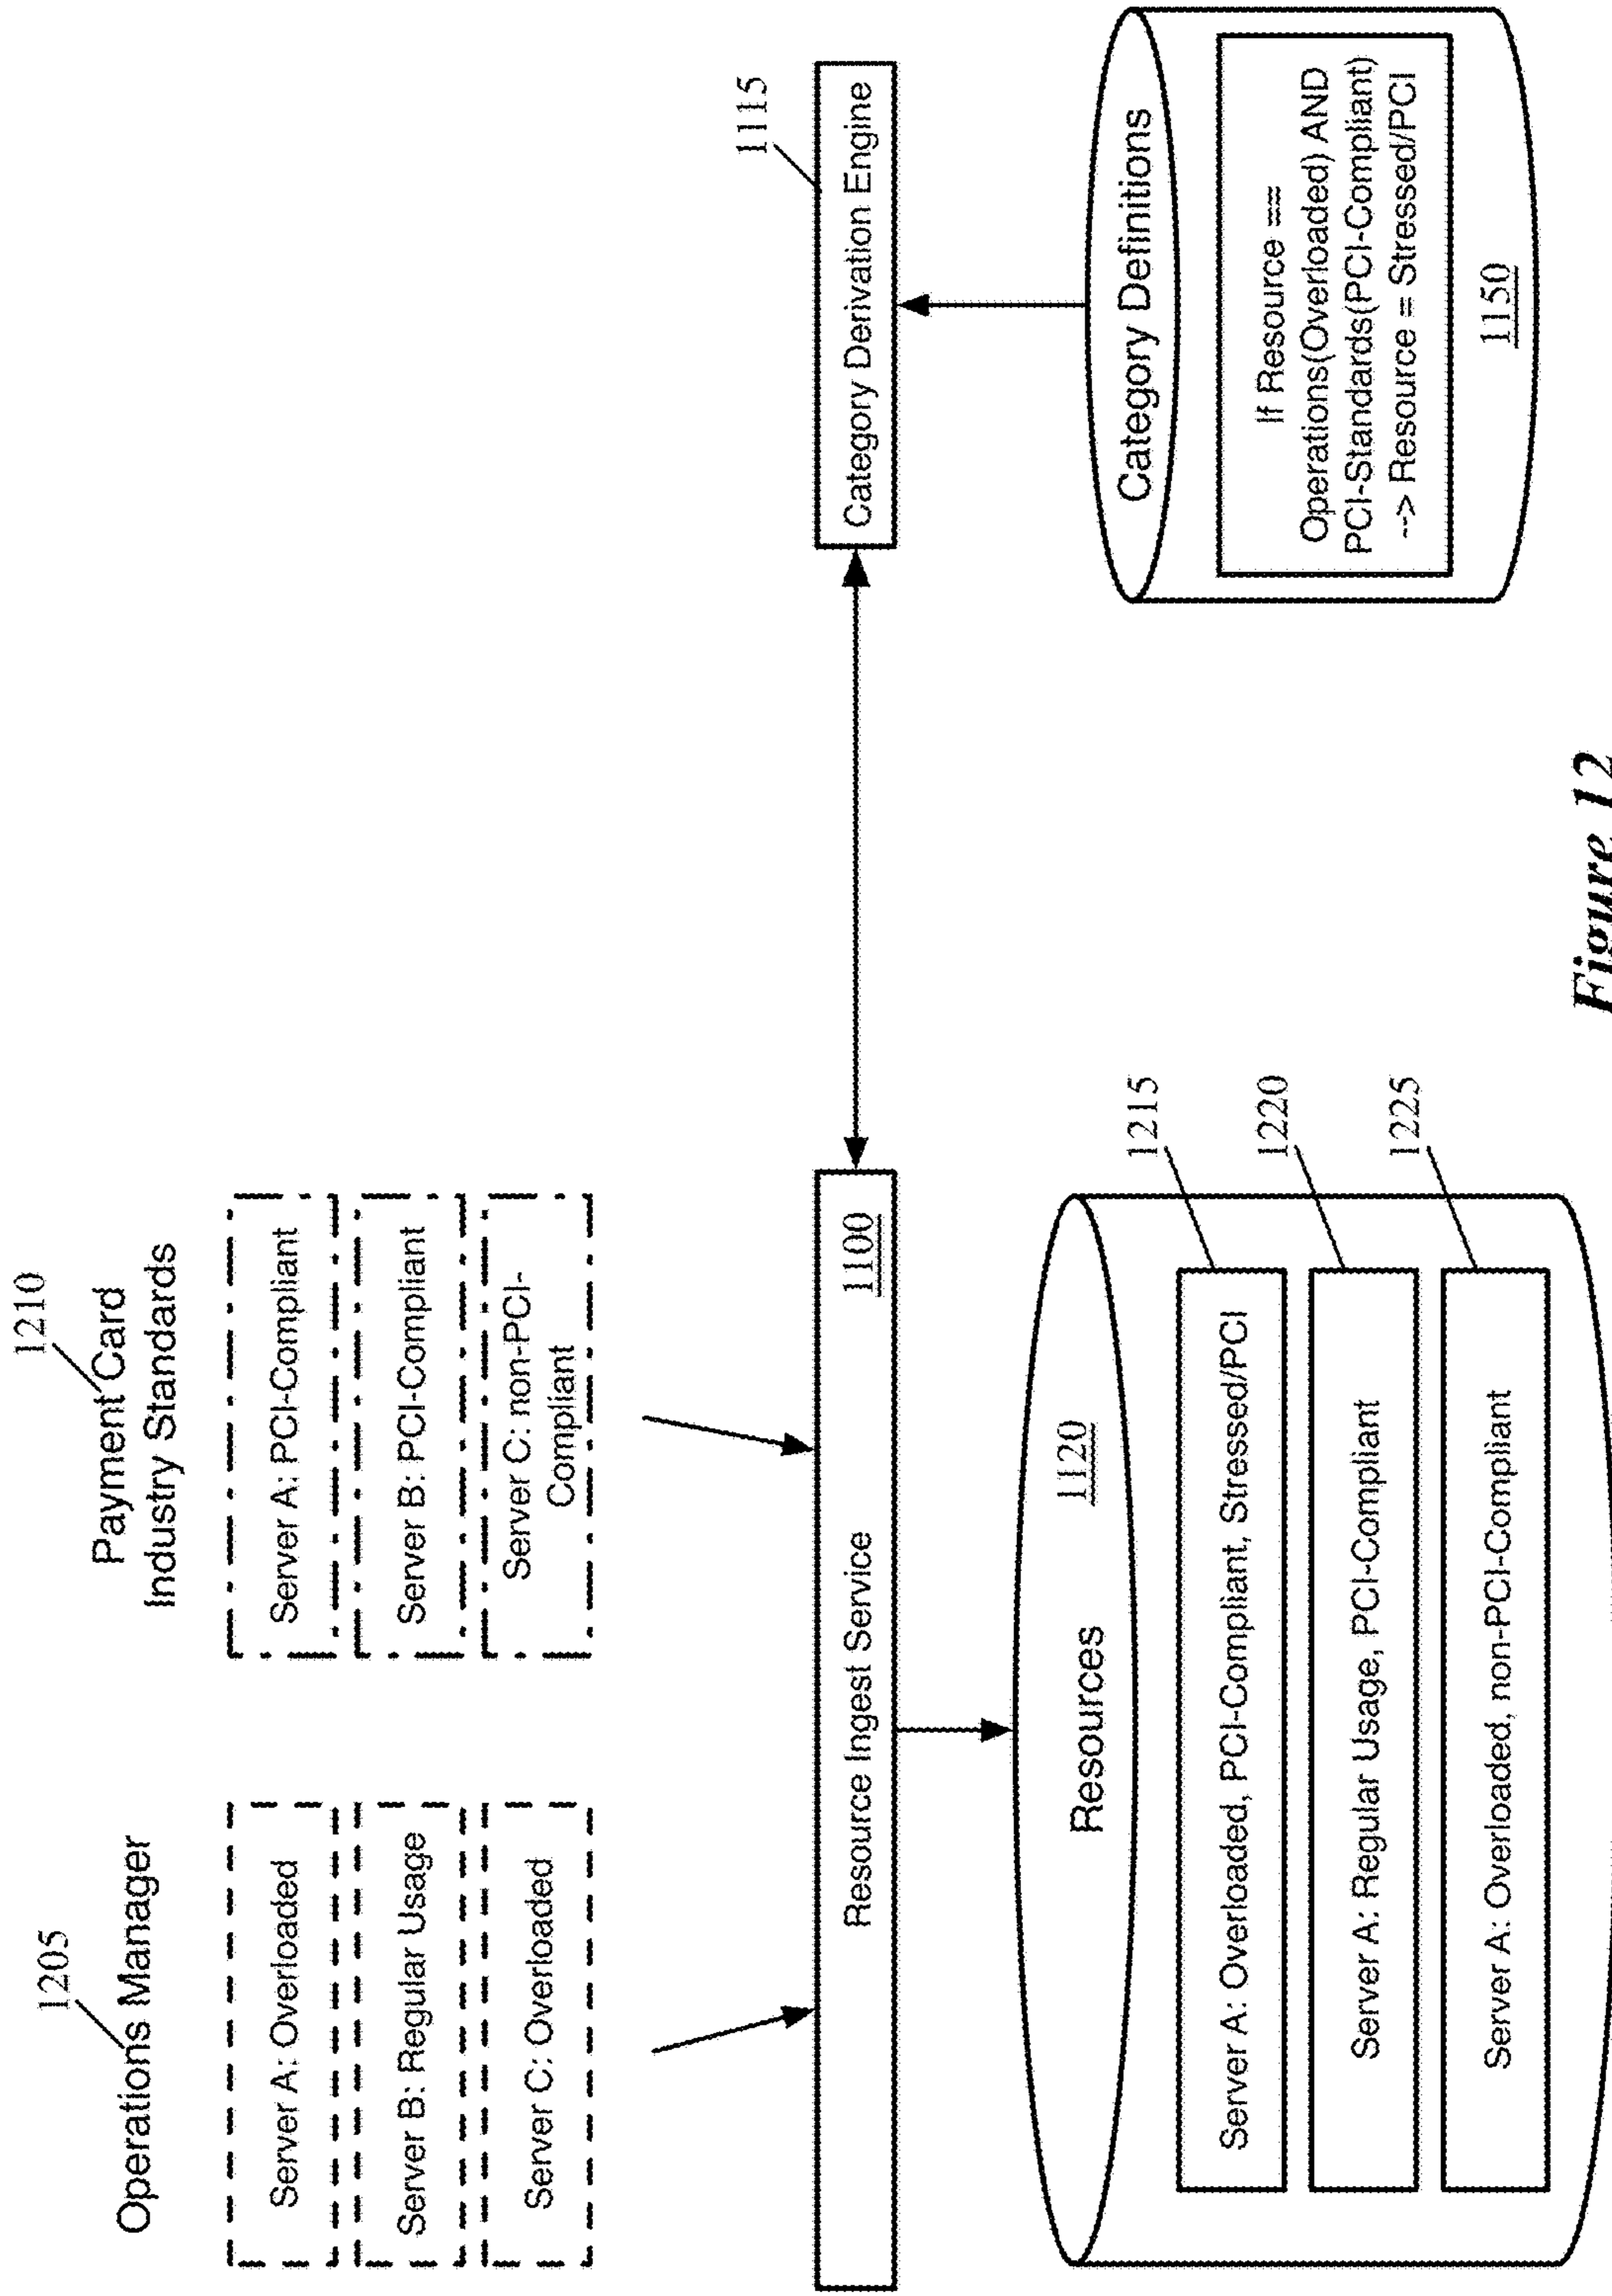 1205
Operations Manager
Server A: Overloaded
Server B: Regular Usage
Server C: Overloaded
1210
Payment Card
Industry Standards
Server A: PCI-Compliant
Server B: PCI-Compliant
Server C: non-PCI-
Compliant
Resource Ingest Service
1100
1115
Category Derivation Engine
Resources
1120
Server A: Overloaded, PCI-Compliant, Stressed/PCI
1215
Server A: Regular Usage, PCI-Compliant
1220
Server A: Overloaded, non-PCI-Compliant
1225
Category Definitions
If Resource ==
Operations(Overloaded) AND
PCI-Standards(PCI-Compliant)
--> Resource = Stressed/PCI
1150
Figure 12